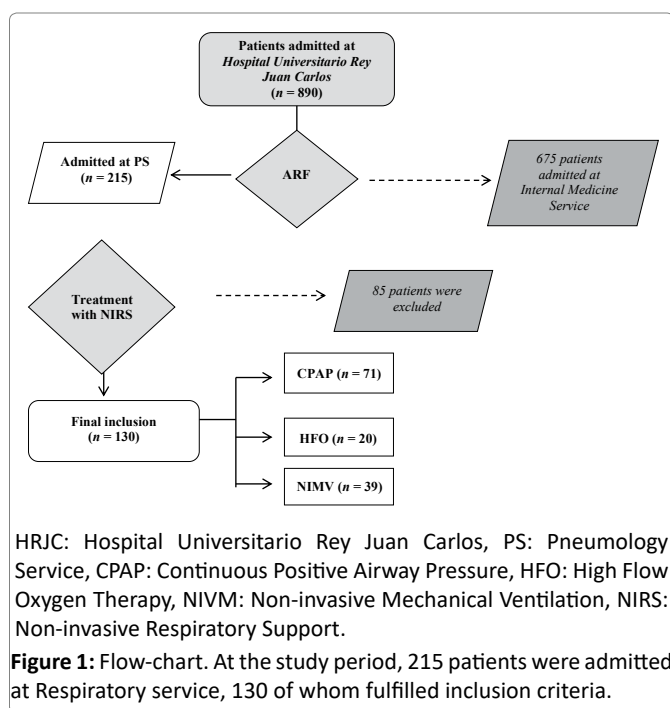 Patients admitted at
Hospital Universitario Rey
Juan Carlos
(n = 890)
Admitted at PS
(n = 215)
ARF
675 patients
admitted at
Internal Medicine
Service
Treatment
with NIRS
85 patients were
excluded
CPAP (n = 71)
Final inclusion
(n = 130)
HFO (n = 20)
NIMV (n = 39)
HRJC: Hospital Universitario Rey Juan Carlos, PS: Pneumology
Service, CPAP: Continuous Positive Airway Pressure, HFO: High Flow
Oxygen Therapy, NIVM: Non-invasive Mechanical Ventilation, NIRS:
Non-invasive Respiratory Support.
Figure 1: Flow-chart. At the study period, 215 patients were admitted
at Respiratory service, 130 of whom fulfilled inclusion criteria.